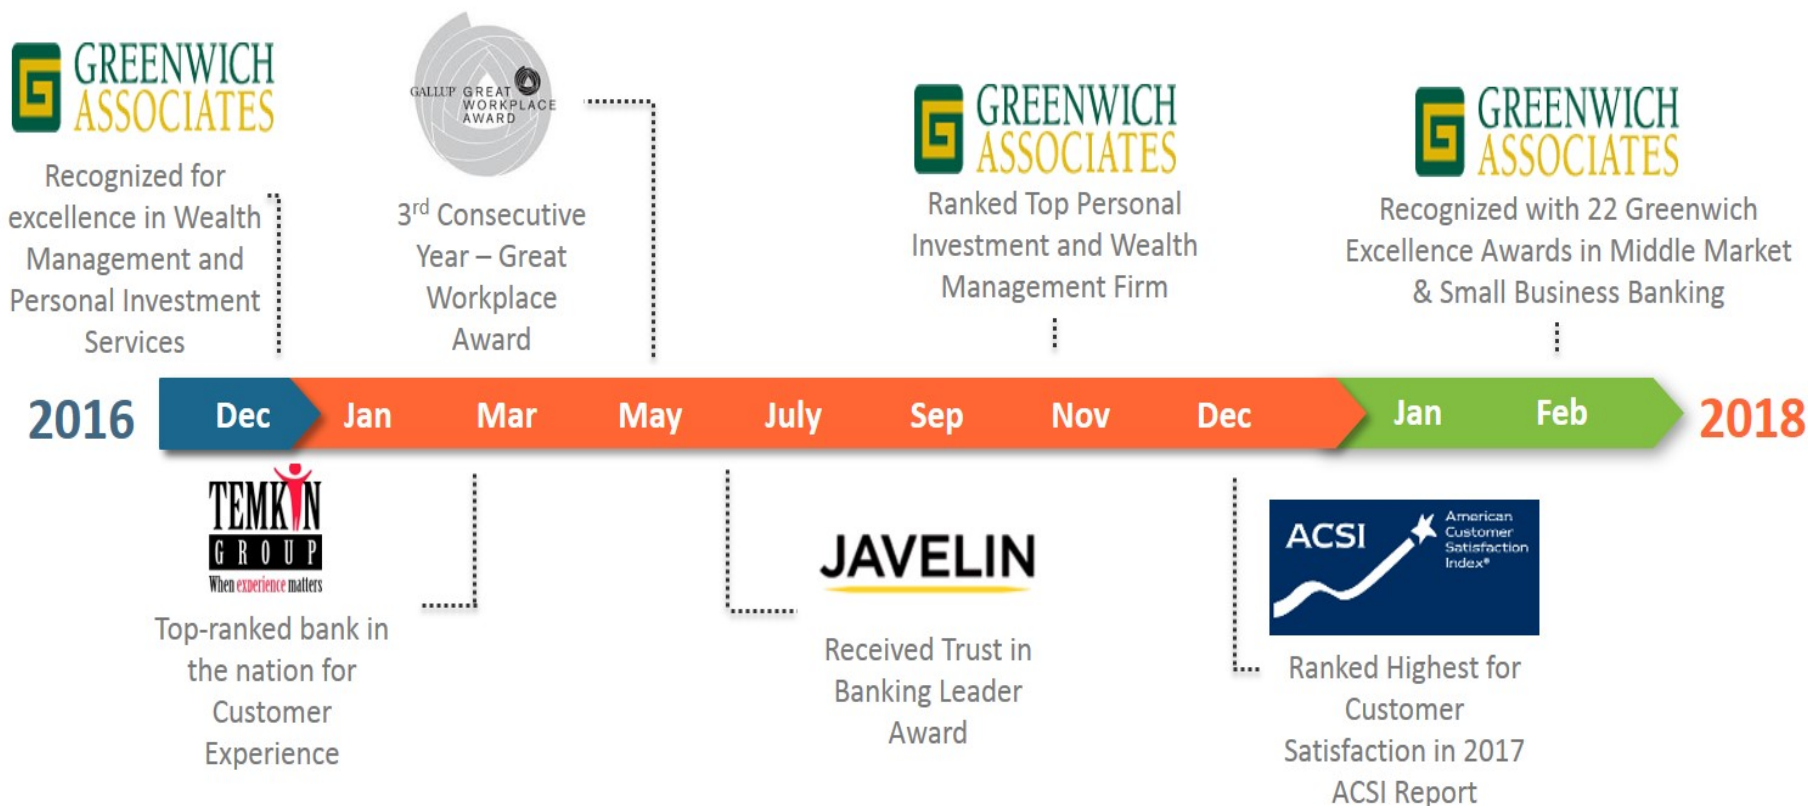 GREENWICH
ASSOCIATES
Recognized for
excellence in Wealth
Management and
Personal Investment
Services
GALLUP® GREAT
WORKPLACE
AWARD
3rd Consecutive
Year – Great
Workplace
Award
GREENWICH
ASSOCIATES
Ranked Top Personal
Investment and Wealth
Management Firm
GREENWICH
ASSOCIATES
Recognized with 22 Greenwich
Excellence Awards in Middle Market
& Small Business Banking
2016 Dec Jan Mar May July Sep Nov Dec Jan Feb 2018
TEMKIN
GROUP
When experience matters
Top-ranked bank in
the nation for
Customer
Experience
JAVELIN
Received Trust in
Banking Leader
Award
ACSI
American
Customer
Satisfaction
Index®
Ranked Highest for
Customer
Satisfaction in 2017
ACSI Report